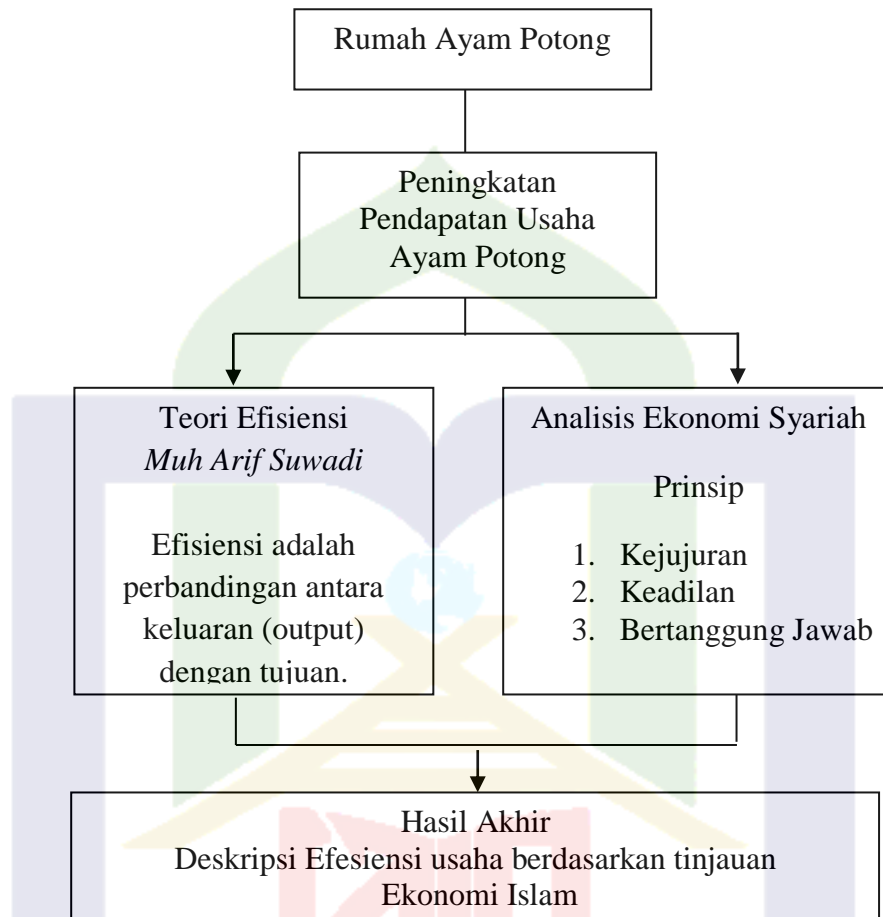 Rumah Ayam Potong
Peningkatan
Pendapatan Usaha
Ayam Potong
Teori Efisiensi
Muh Arif Suwadi
Efisiensi adalah
perbandingan antara
keluaran (output)
dengan tujuan.
Analisis Ekonomi Syariah
Prinsip
1. Kejujuran
2. Keadilan
3. Bertanggung Jawab
Hasil Akhir
Deskripsi Efesiensi usaha berdasarkan tinjauan
Ekonomi Islam